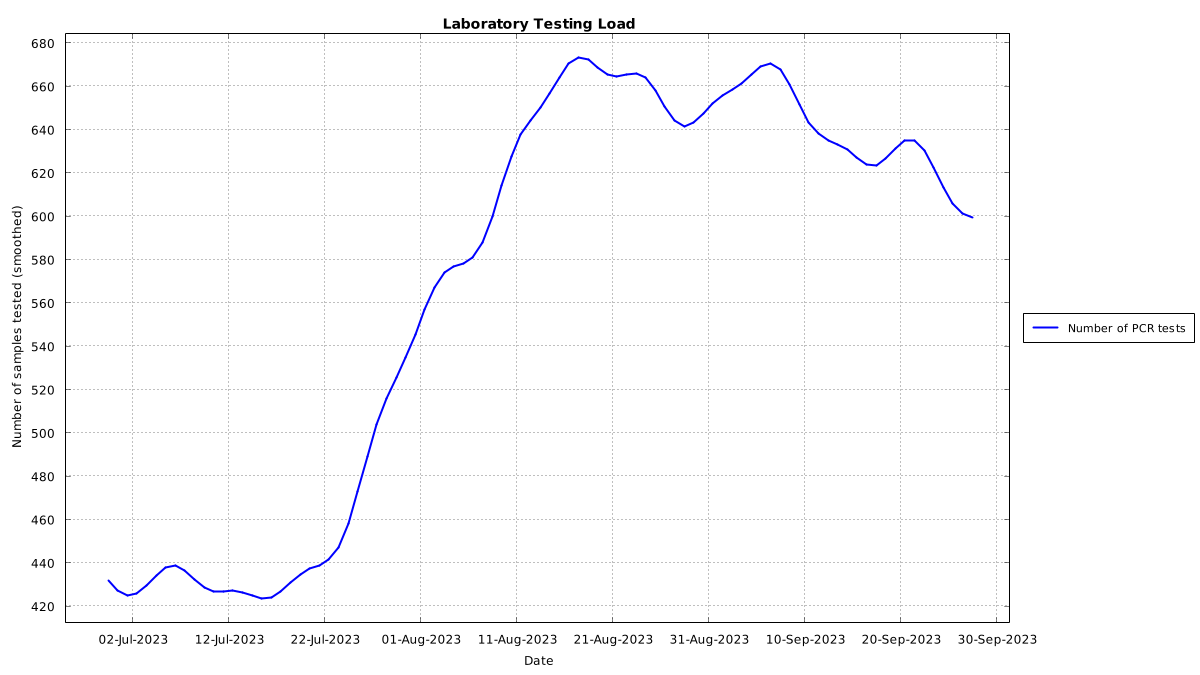 Laboratory Testing Load
680
660
640
620
600
580
560
540
520
500
480
460
440
420
Number of samples tested (smoothed)
02-Jul-2023 12-Jul-2023 22-Jul-2023 01-Aug-2023 11-Aug-2023 21-Aug-2023 31-Aug-2023 10-Sep-2023 20-Sep-2023 30-Sep-2023
Date
Number of PCR tests